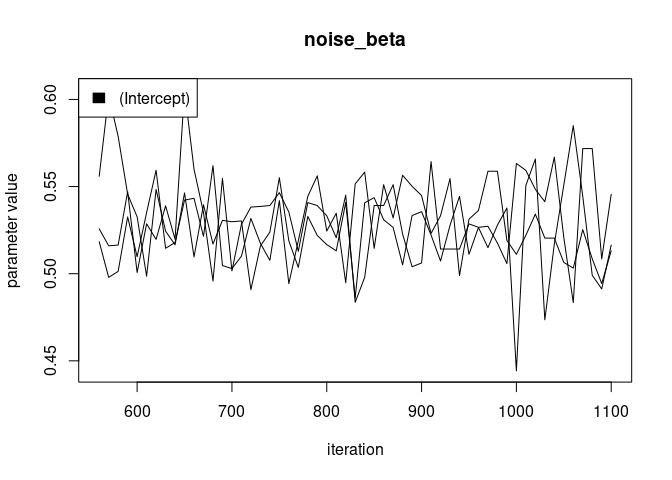 noise_beta
(Intercept)
parameter value
0.60
0.55
0.50
0.45
600 700 800 900 1000 1100
iteration